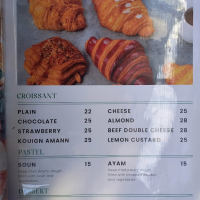 CROISSANT
PLAIN 22 CHEESE 25
CHOCOLATE 25 ALMOND 28
STRAWBERRY 25 BEEF DOUBLE CHEESE 28
KOUIGN AMANN 25 LEMON CUSTARD 25
PASTEL
SOUN 15 AYAM 15
DESSERT